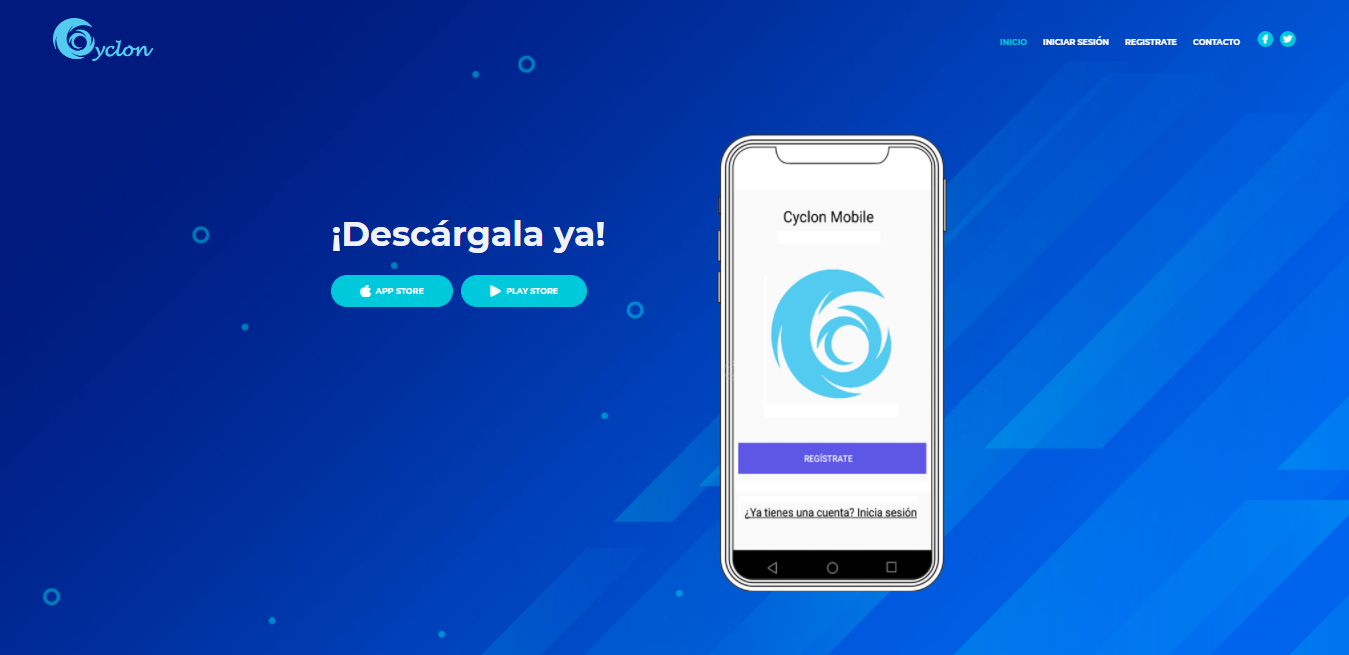 Cyclon
INICIO INICIAR SESIÓN REGISTRATE CONTACTO
¡Descárgala ya!
APP STORE PLAY STORE
Cyclon Mobile
REGÍSTRATE
¿Ya tienes una cuenta? Inicia sesión